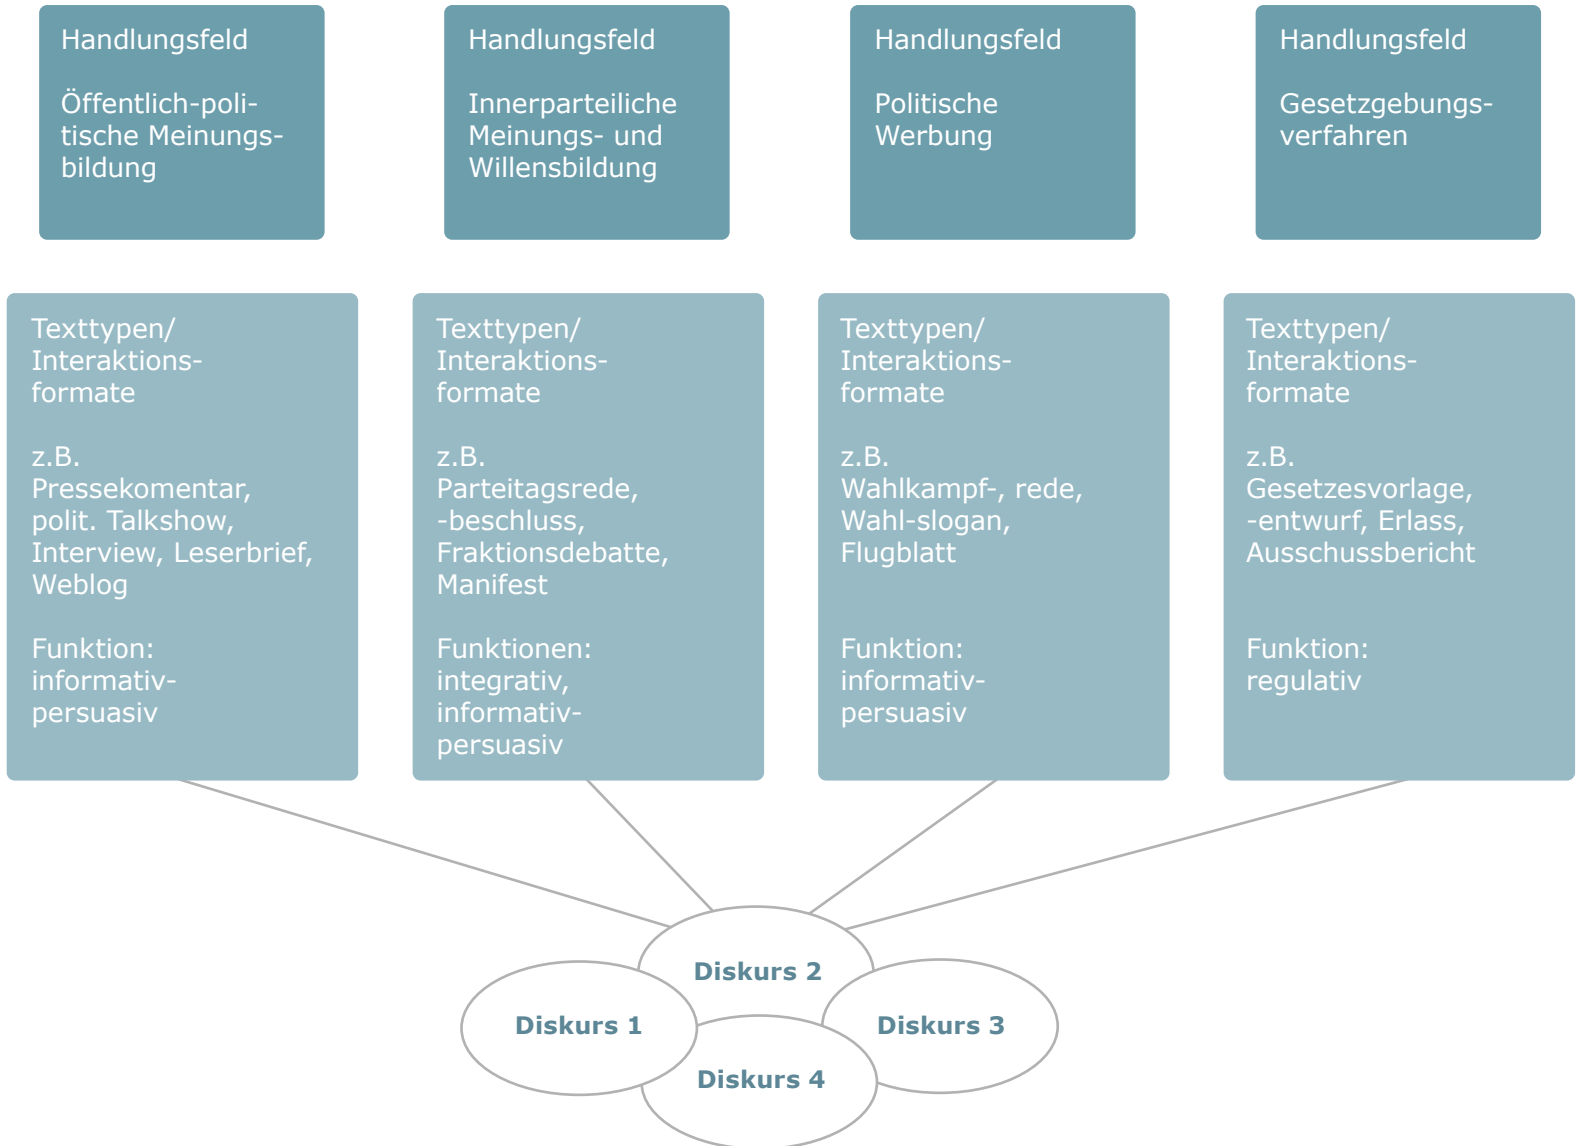 Handlungsfeld
Öffentlich-poli-
tische Meinungs-
bildung
Handlungsfeld
Innerparteiliche
Meinungs- und
Willensbildung
Handlungsfeld
Politische
Werbung
Handlungsfeld
Gesetzgebungs-
verfahren
Texttypen/
Interaktions-
formate
z.B.
Pressekomentar,
polit. Talkshow,
Interview, Leserbrief,
Weblog
Funktion:
informativ-
persuasiv
Texttypen/
Interaktions-
formate
z.B.
Parteitagsrede,
-beschluss,
Fraktionsdebatte,
Manifest
Funktionen:
integrativ,
informativ-
persuasiv
Texttypen/
Interaktions-
formate
z.B.
Wahlkampf-, rede,
Wahl-slogan,
Flugblatt
Funktion:
informativ-
persuasiv
Texttypen/
Interaktions-
formate
z.B.
Gesetzesvorlage,
-entwurf, Erlass,
Ausschussbericht
Funktion:
regulativ
Diskurs 2
Diskurs 1
Diskurs 3
Diskurs 4